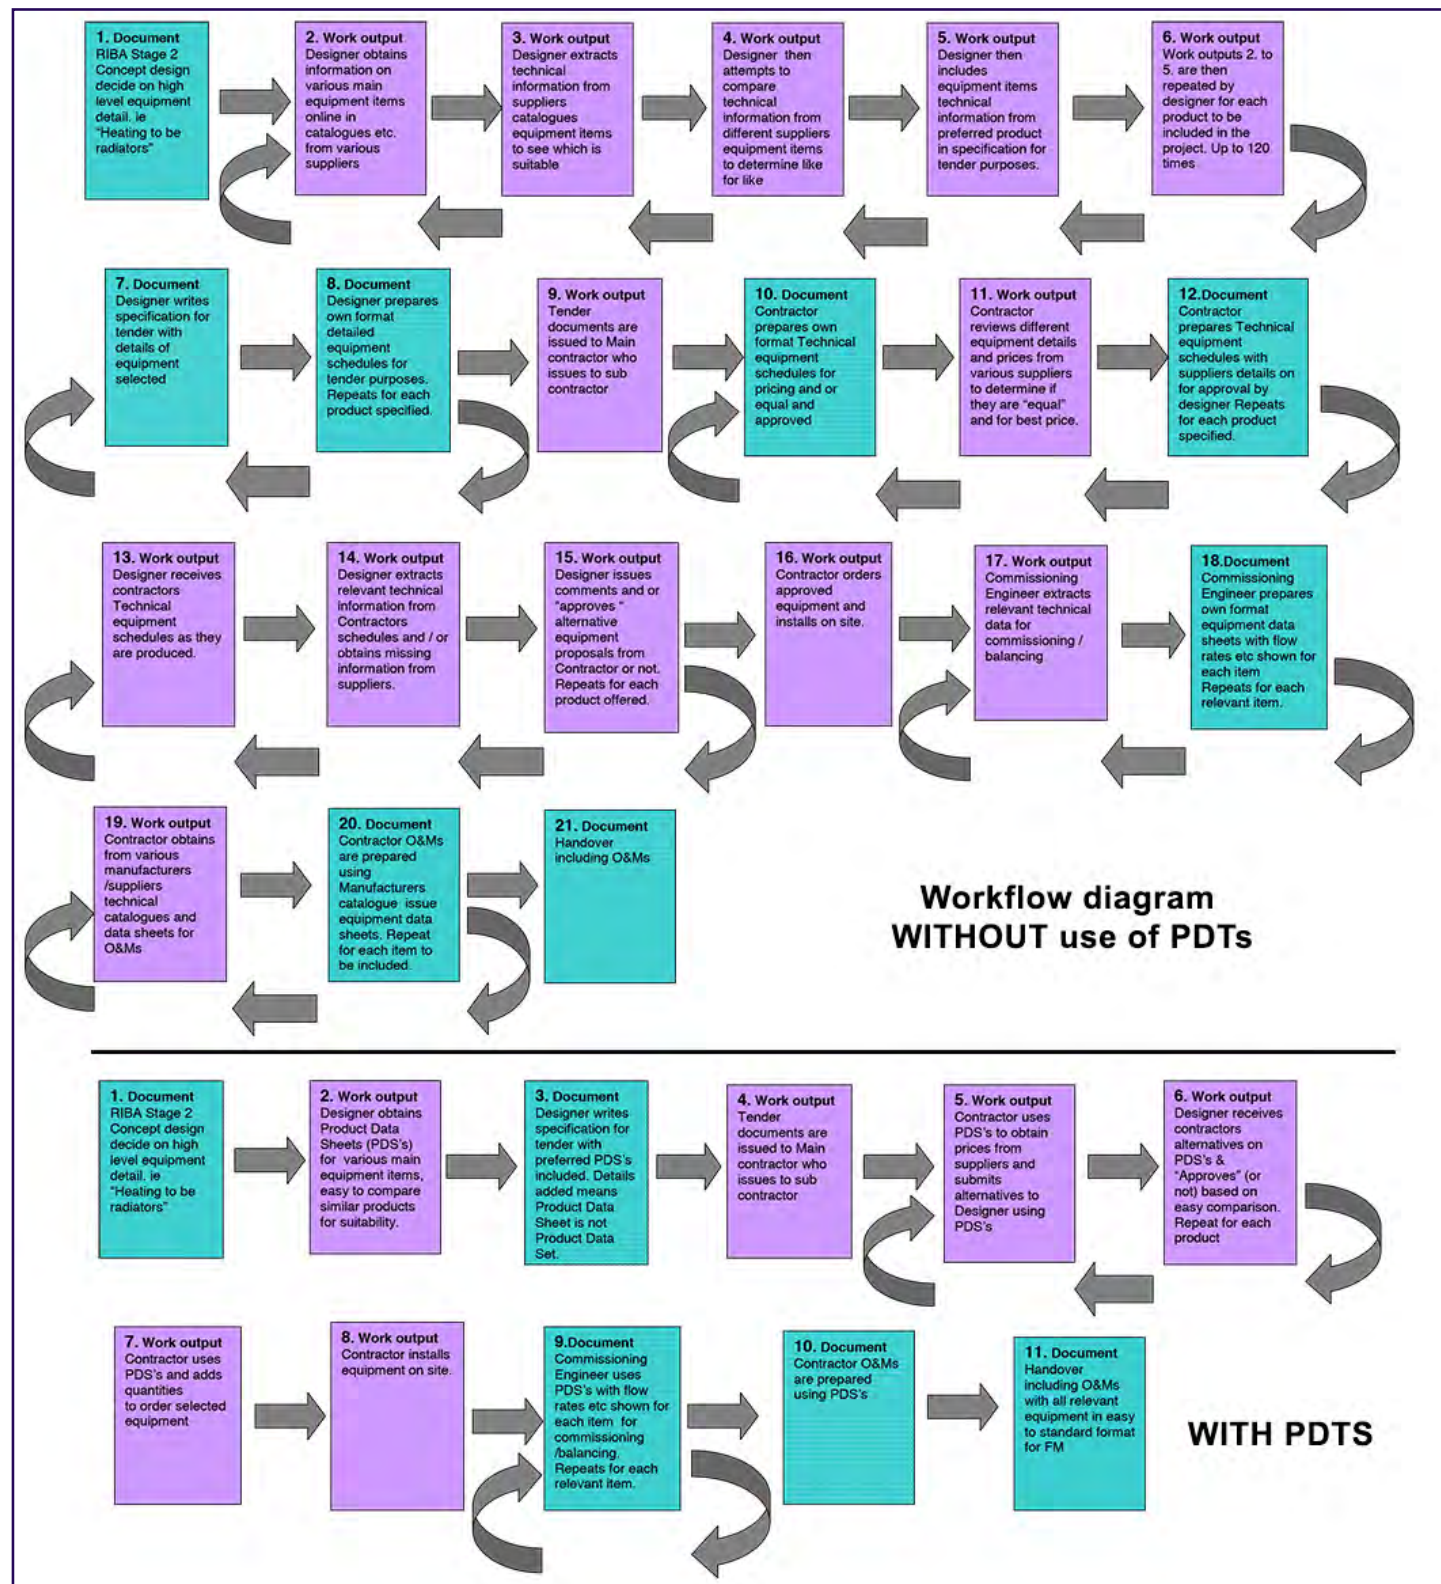 1. Document
RIBA Stage 2
Concept design
decide on high
level equipment
detail. ie
“Heating to be
radiators”
2. Work output
Designer obtains
information on
various main
equipment items
online in
catalogues etc.
from various
suppliers
3. Work output
Designer extracts
technical
information from
suppliers
catalogues
equipment items
to see which is
suitable
4. Work output
Designer then
attempts to
compare
technical
information from
different suppliers
equipment items
to determine like
for like
5. Work output
Designer then
includes
equipment items
technical
information from
preferred product
in specification for
tender purposes.
6. Work output
Work outputs 2. to
5. are then
repeated by
designer for each
product to be
included in the
project. Up to 120
times
7. Document
Designer writes
specification for
tender with
details of
equipment
selected
8. Document
Designer prepares
own format
detailed
equipment
schedules for
tender purposes.
Repeats for each
product specified.
9. Work output
Tender
documents are
issued to Main
contractor who
issues to sub
contractor
10. Document
Contractor
prepares own
format Technical
equipment
schedules for
pricing and or
equal and
approved
11. Work output
Contractor
reviews different
equipment details
and prices from
various suppliers
to determine if
they are “equal”
and for best price.
12.Document
Contractor
prepares Technical
equipment
schedules with
suppliers details on
for approval by
designer Repeats
for each product
specified.
13. Work output
Designer receives
contractors
Technical
equipment
schedules as they
are produced.
14. Work output
Designer extracts
relevant technical
information from
Contractors
schedules and / or
obtains missing
information from
suppliers.
15. Work output
Designer issues
comments and or
“approves “
alternative
equipment
proposals from
Contractor or not.
Repeats for each
product offered.
16. Work output
Contractor orders
approved
equipment and
installs on site.
17. Work output
Commissioning
Engineer extracts
relevant technical
data for
commissioning /
balancing
18.Document
Commissioning
Engineer prepares
own format
equipment data
sheets with flow
rates etc shown for
each item
Repeats for each
relevant item.
19. Work output
Contractor obtains
from various
manufacturers
/suppliers
technical
catalogues and
data sheets for
O&Ms
20. Document
Contractor O&Ms
are prepared
using
Manufacturers
catalogue issue
equipment data
sheets. Repeat
for each item to
be included.
21. Document
Handover
including O&Ms
Workflow diagram
WITHOUT use of PDTs
1. Document
RIBA Stage 2
Concept design
decide on high
level equipment
detail. ie
“Heating to be
radiators”
2. Work output
Designer obtains
Product Data
Sheets (PDS’s)
for various main
equipment items,
easy to compare
similar products
for suitability.
3. Document
Designer writes
specification for
tender with
preferred PDS’s
included. Details
added means
Product Data
Sheet is not
Product Data
Set.
4. Work output
Tender
documents are
issued to Main
contractor who
issues to sub
contractor
5. Work output
Contractor uses
PDS’s to obtain
prices from
suppliers and
submits
alternatives to
Designer using
PDS’s
6. Work output
Designer receives
contractors
alternatives on
PDS’s &
“Approves” (or
not) based on
easy comparison.
Repeat for each
product
7. Work output
Contractor uses
PDS’s and adds
quantities
to order selected
equipment
8. Work output
Contractor installs
equipment on site.
9.Document
Commissioning
Engineer uses
PDS’s with flow
rates etc shown for
each item for
commissioning
/balancing.
Repeats for each
relevant item.
10. Document
Contractor O&Ms
are prepared
using PDS’s
11. Document
Handover
including O&Ms
with all relevant
equipment in easy
to standard format
for FM
WITH PDTS